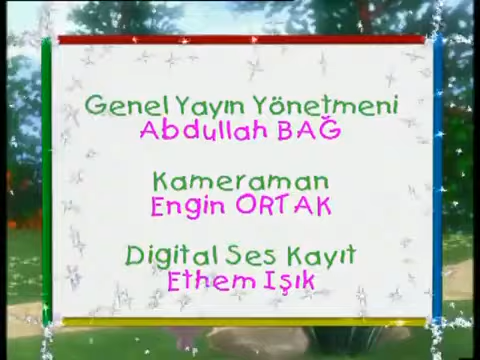 Genel Yayın Yönetmeni
Abdullah BAĞ
Kameraman
Engin ORTAK
Digital Ses Kayıt
Ethem Işık